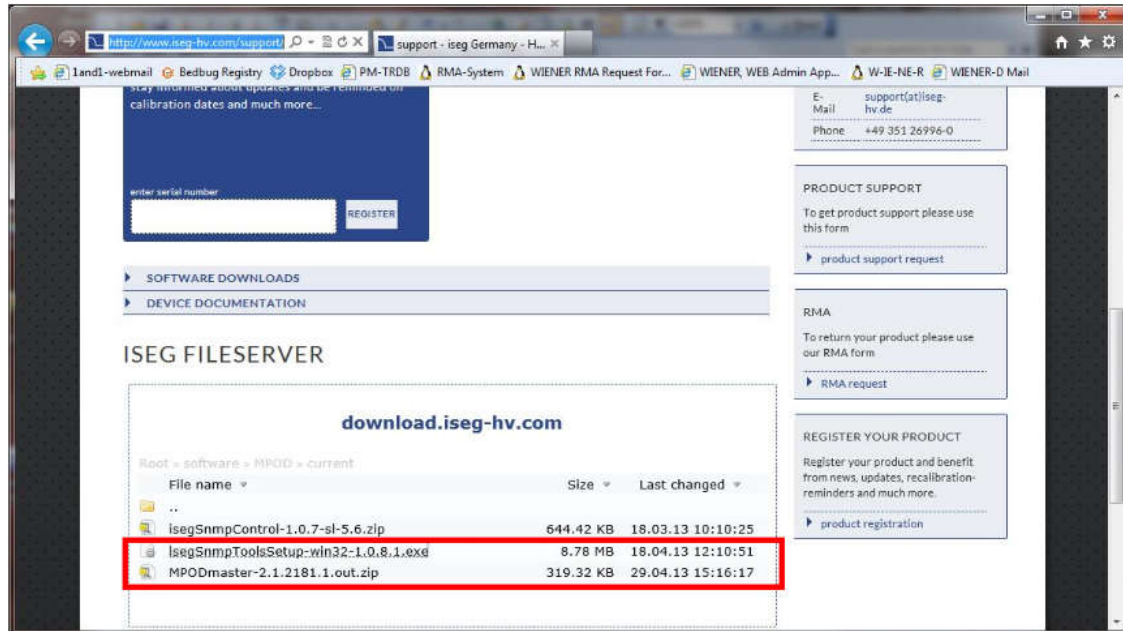 http://www.iseg-hv.com/support/
support - iseg Germany - H...
1and1-webmail Bedbug Registry Dropbox PM-TRDB RMA-System WIENER RMA Request For... WIENER, WEB Admin App... W-IE-NE-R WIENER-D Mail
stay informed about updates and be reminded on
calibration dates and much more...
enter serial number
REGISTER
SOFTWARE DOWNLOADS
DEVICE DOCUMENTATION
ISEG FILESERVER
download.iseg-hv.com
Root » software » MPOD » current
File name Size Last changed
..
isegSnmpControl-1.0.7-sl-5.6.zip 644.42 KB 18.03.13 10:10:25
IsegSnmpToolsSetup-win32-1.0.8.1.exe 8.78 MB 18.04.13 12:10:51
MPODmaster-2.1.2181.1.out.zip 319.32 KB 29.04.13 15:16:17
E-Mail support(at)iseg-hv.de
Phone +49 351 26996-0
PRODUCT SUPPORT
To get product support please use
this form
product support request
RMA
To return your product please use
our RMA form
RMA request
REGISTER YOUR PRODUCT
Register your product and benefit
from news, updates, recalibration-
reminders and much more.
product registration